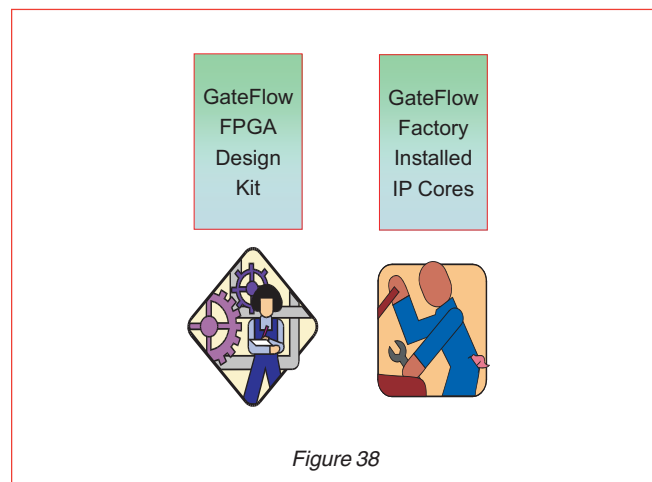 GateFlow
FPGA
Design
Kit
GateFlow
Factory
Installed
IP Cores
Figure 38